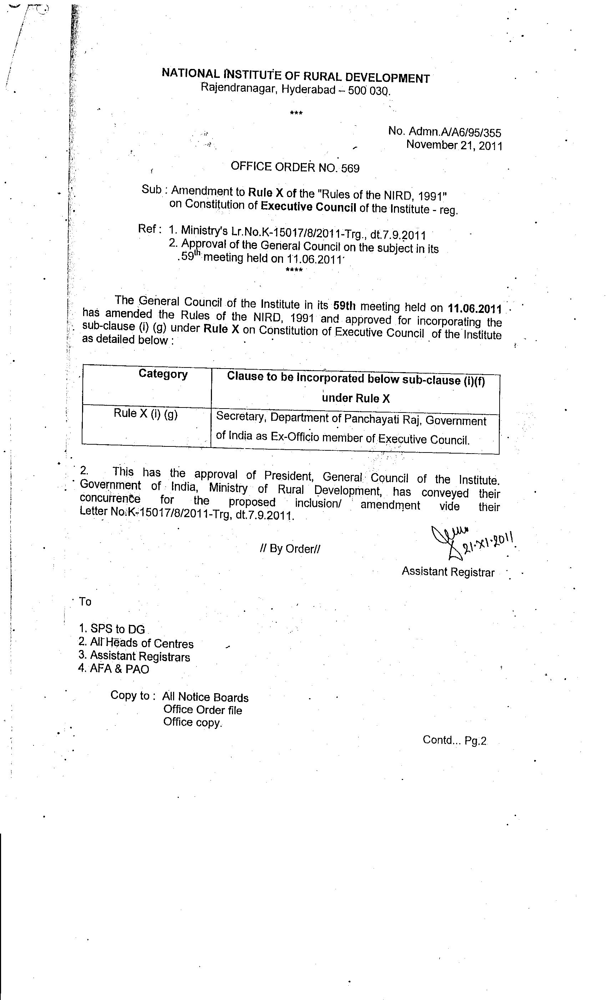 NATIONAL INSTITUTE OF RURAL DEVELOPMENT
Rajendranagar, Hyderabad – 500 030.
***
No. Admn.A/A6/95/355
November 21, 2011
OFFICE ORDER NO. 569
Sub : Amendment to Rule X of the "Rules of the NIRD, 1991"
on Constitution of Executive Council of the Institute - reg.
Ref : 1. Ministry's Lr.No.K-15017/8/2011-Trg., dt.7.9.2011
2. Approval of the General Council on the subject in its
59th meeting held on 11.06.2011
****
The General Council of the Institute in its 59th meeting held on 11.06.2011
has amended the Rules of the NIRD, 1991 and approved for incorporating the
sub-clause (i) (g) under Rule X on Constitution of Executive Council of the Institute
as detailed below :
Category
Clause to be Incorporated below sub-clause (i)(f)
under Rule X
Rule X (i) (g)
Secretary, Department of Panchayati Raj, Government
of India as Ex-Officio member of Executive Council.
2. This has the approval of President, General Council of the Institute.
Government of India, Ministry of Rural Development, has conveyed their
concurrence for the proposed inclusion/ amendment vide their
Letter No.K-15017/8/2011-Trg, dt.7.9.2011.
21-XI-2011
// By Order//
Assistant Registrar
To
1. SPS to DG
2. All Heads of Centres
3. Assistant Registrars
4. AFA & PAO
Copy to : All Notice Boards
Office Order file
Office copy.
Contd... Pg.2